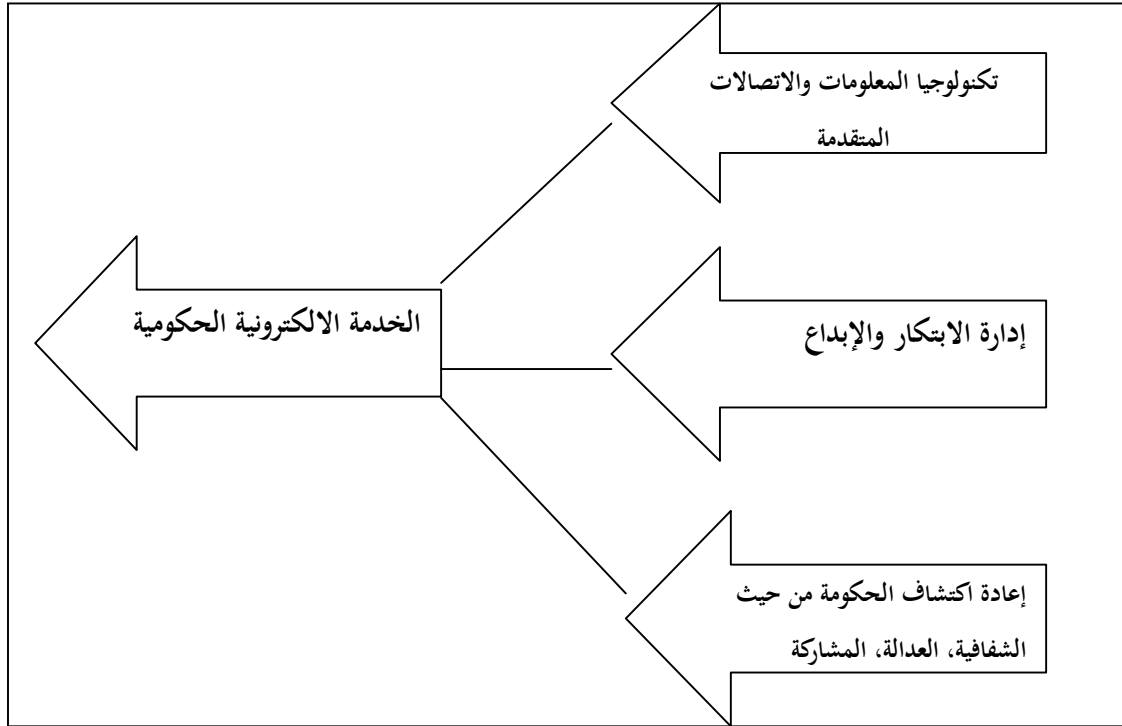 تكنولوجيا المعلومات والاتصالات
المتقدمة
الخدمة الالكترونية الحكومية
إدارة الابتكار والإبداع
إعادة اكتشاف الحكومة من حيث
الشفافية، العدالة، المشاركة